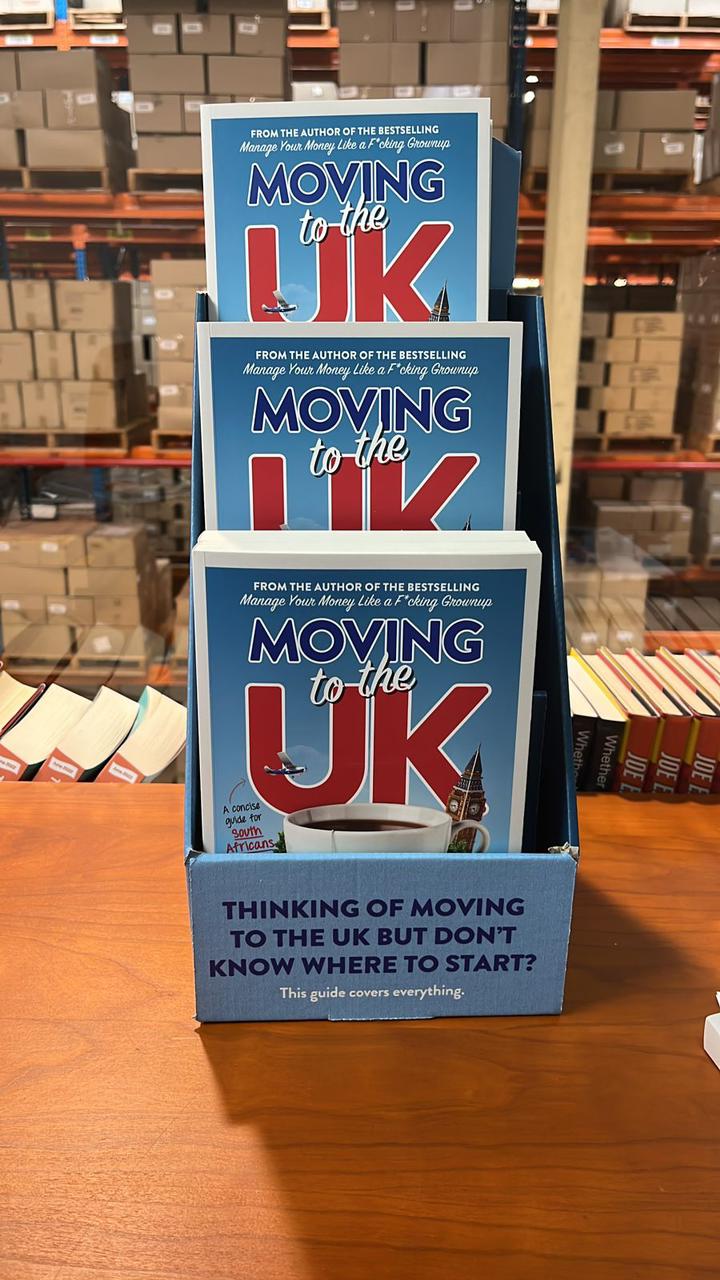 FROM THE AUTHOR OF THE BESTSELLING
Manage Your Money Like a F*cking Grownup
MOVING
to the
UK
FROM THE AUTHOR OF THE BESTSELLING
Manage Your Money Like a F*cking Grownup
MOVING
to the
UK
FROM THE AUTHOR OF THE BESTSELLING
Manage Your Money Like a F*cking Grownup
MOVING
to the
UK
A concise
guide for
South
Africans
THINKING OF MOVING
TO THE UK BUT DON'T
KNOW WHERE TO START?
This guide covers everything.
Whether
Whether
JOE
JOE
JOE